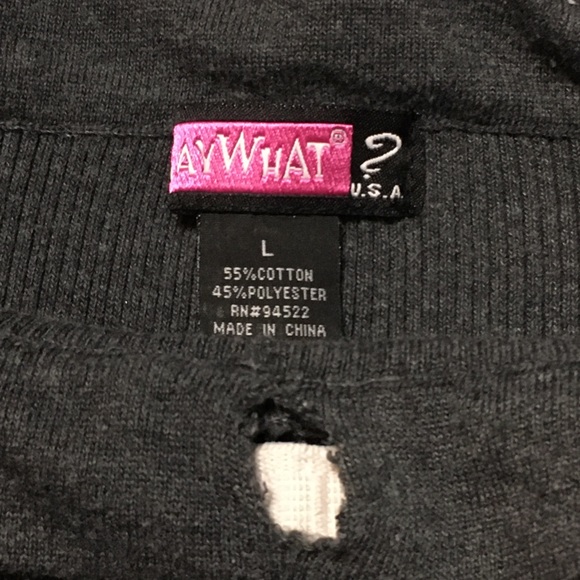 AYWHAT® ?
U.S.A
L
55%COTTON
45%POLYESTER
RN#94522
MADE IN CHINA